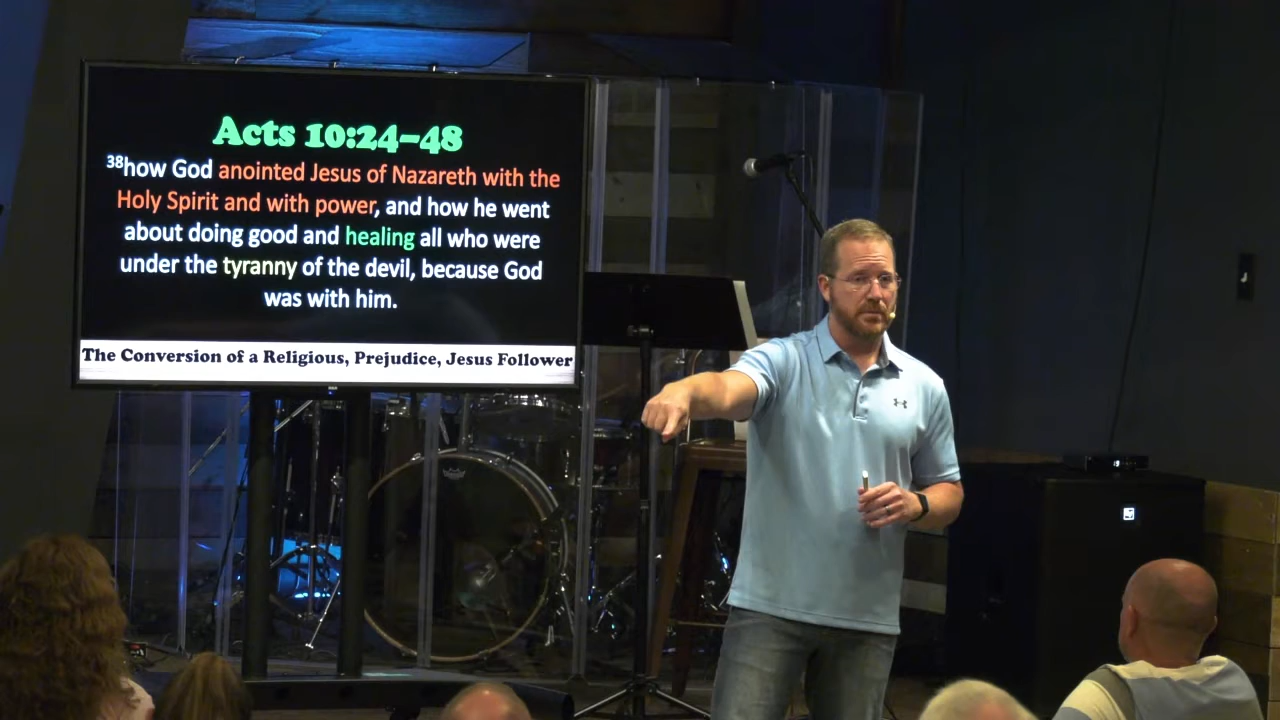 Acts 10:24–48
38how God anointed Jesus of Nazareth with the
Holy Spirit and with power, and how he went
about doing good and healing all who were
under the tyranny of the devil, because God
was with him.
The Conversion of a Religious, Prejudice, Jesus Follower